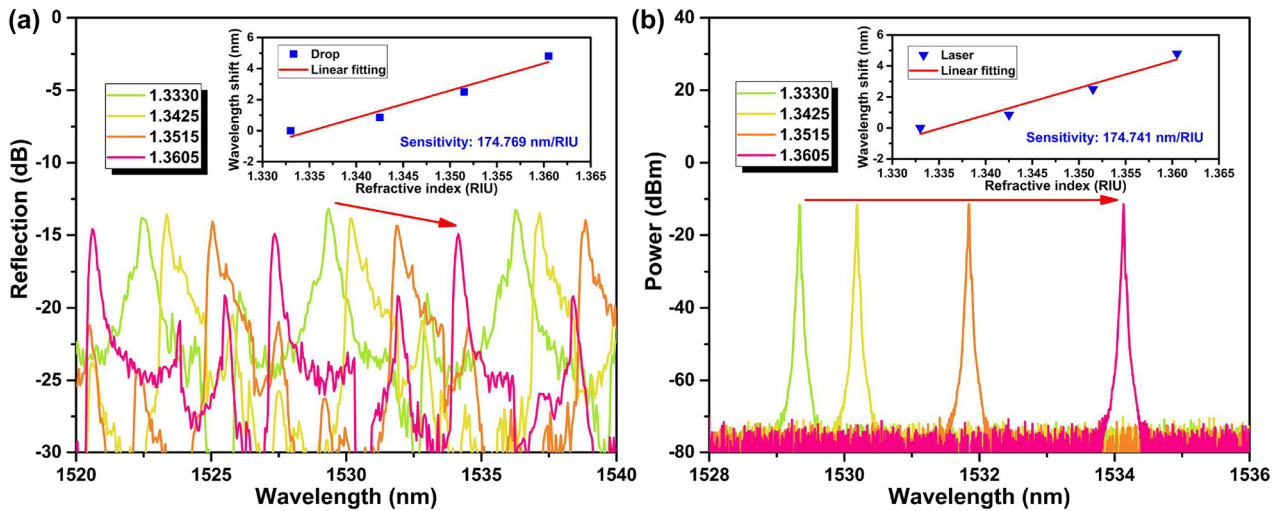 (a)
0
-5
-10
-15
-20
-25
-30
Reflection (dB)
1520
1525
1530
1535
1540
Wavelength (nm)
1.3330
1.3425
1.3515
1.3605
6
4
2
0
-2
Wavelength shift (nm)
Drop
Linear fitting
Sensitivity: 174.769 nm/RIU
1.330 1.335 1.340 1.345 1.350 1.355 1.360 1.365
Refractive index (RIU)
(b)
40
20
0
-20
-40
-60
-80
Power (dBm)
1528
1530
1532
1534
1536
Wavelength (nm)
1.3330
1.3425
1.3515
1.3605
6
4
2
0
-2
Wavelength shift (nm)
Laser
Linear fitting
Sensitivity: 174.741 nm/RIU
1.330 1.335 1.340 1.345 1.350 1.355 1.360 1.365
Refractive index (RIU)